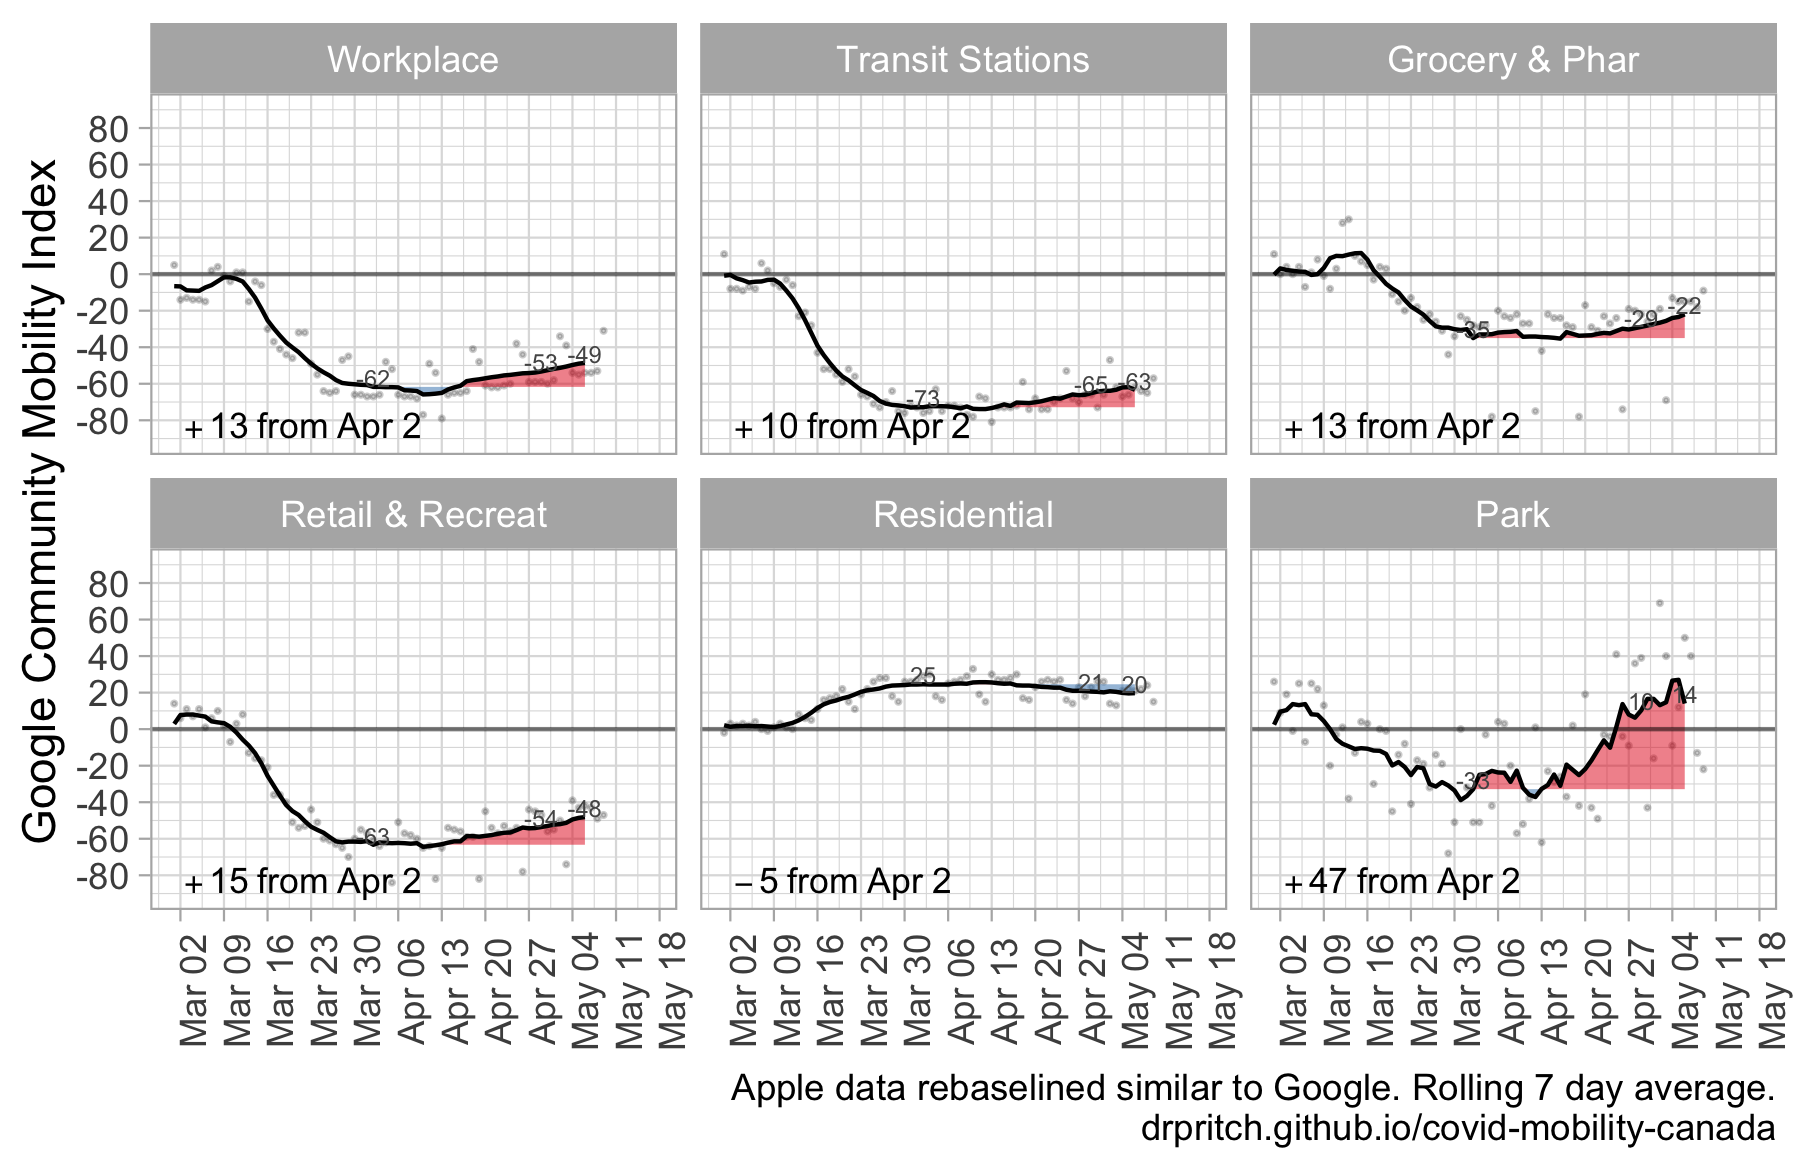 Workplace
Transit Stations
Grocery & Phar
Google Community Mobility Index
80
60
40
20
0
-20
-40
-60
-80
-62
-53
-49
+ 13 from Apr 2
-73
-65
-63
+ 10 from Apr 2
-35
-29
-22
+ 13 from Apr 2
Retail & Recreat
Residential
Park
80
60
40
20
0
-20
-40
-60
-80
-63
-54
-48
+ 15 from Apr 2
25
21
20
– 5 from Apr 2
-33
10
14
+ 47 from Apr 2
Mar 02
Mar 09
Mar 16
Mar 23
Mar 30
Apr 06
Apr 13
Apr 20
Apr 27
May 04
May 11
May 18
Mar 02
Mar 09
Mar 16
Mar 23
Mar 30
Apr 06
Apr 13
Apr 20
Apr 27
May 04
May 11
May 18
Mar 02
Mar 09
Mar 16
Mar 23
Mar 30
Apr 06
Apr 13
Apr 20
Apr 27
May 04
May 11
May 18
Apple data rebaselined similar to Google. Rolling 7 day average.
drpritch.github.io/covid-mobility-canada